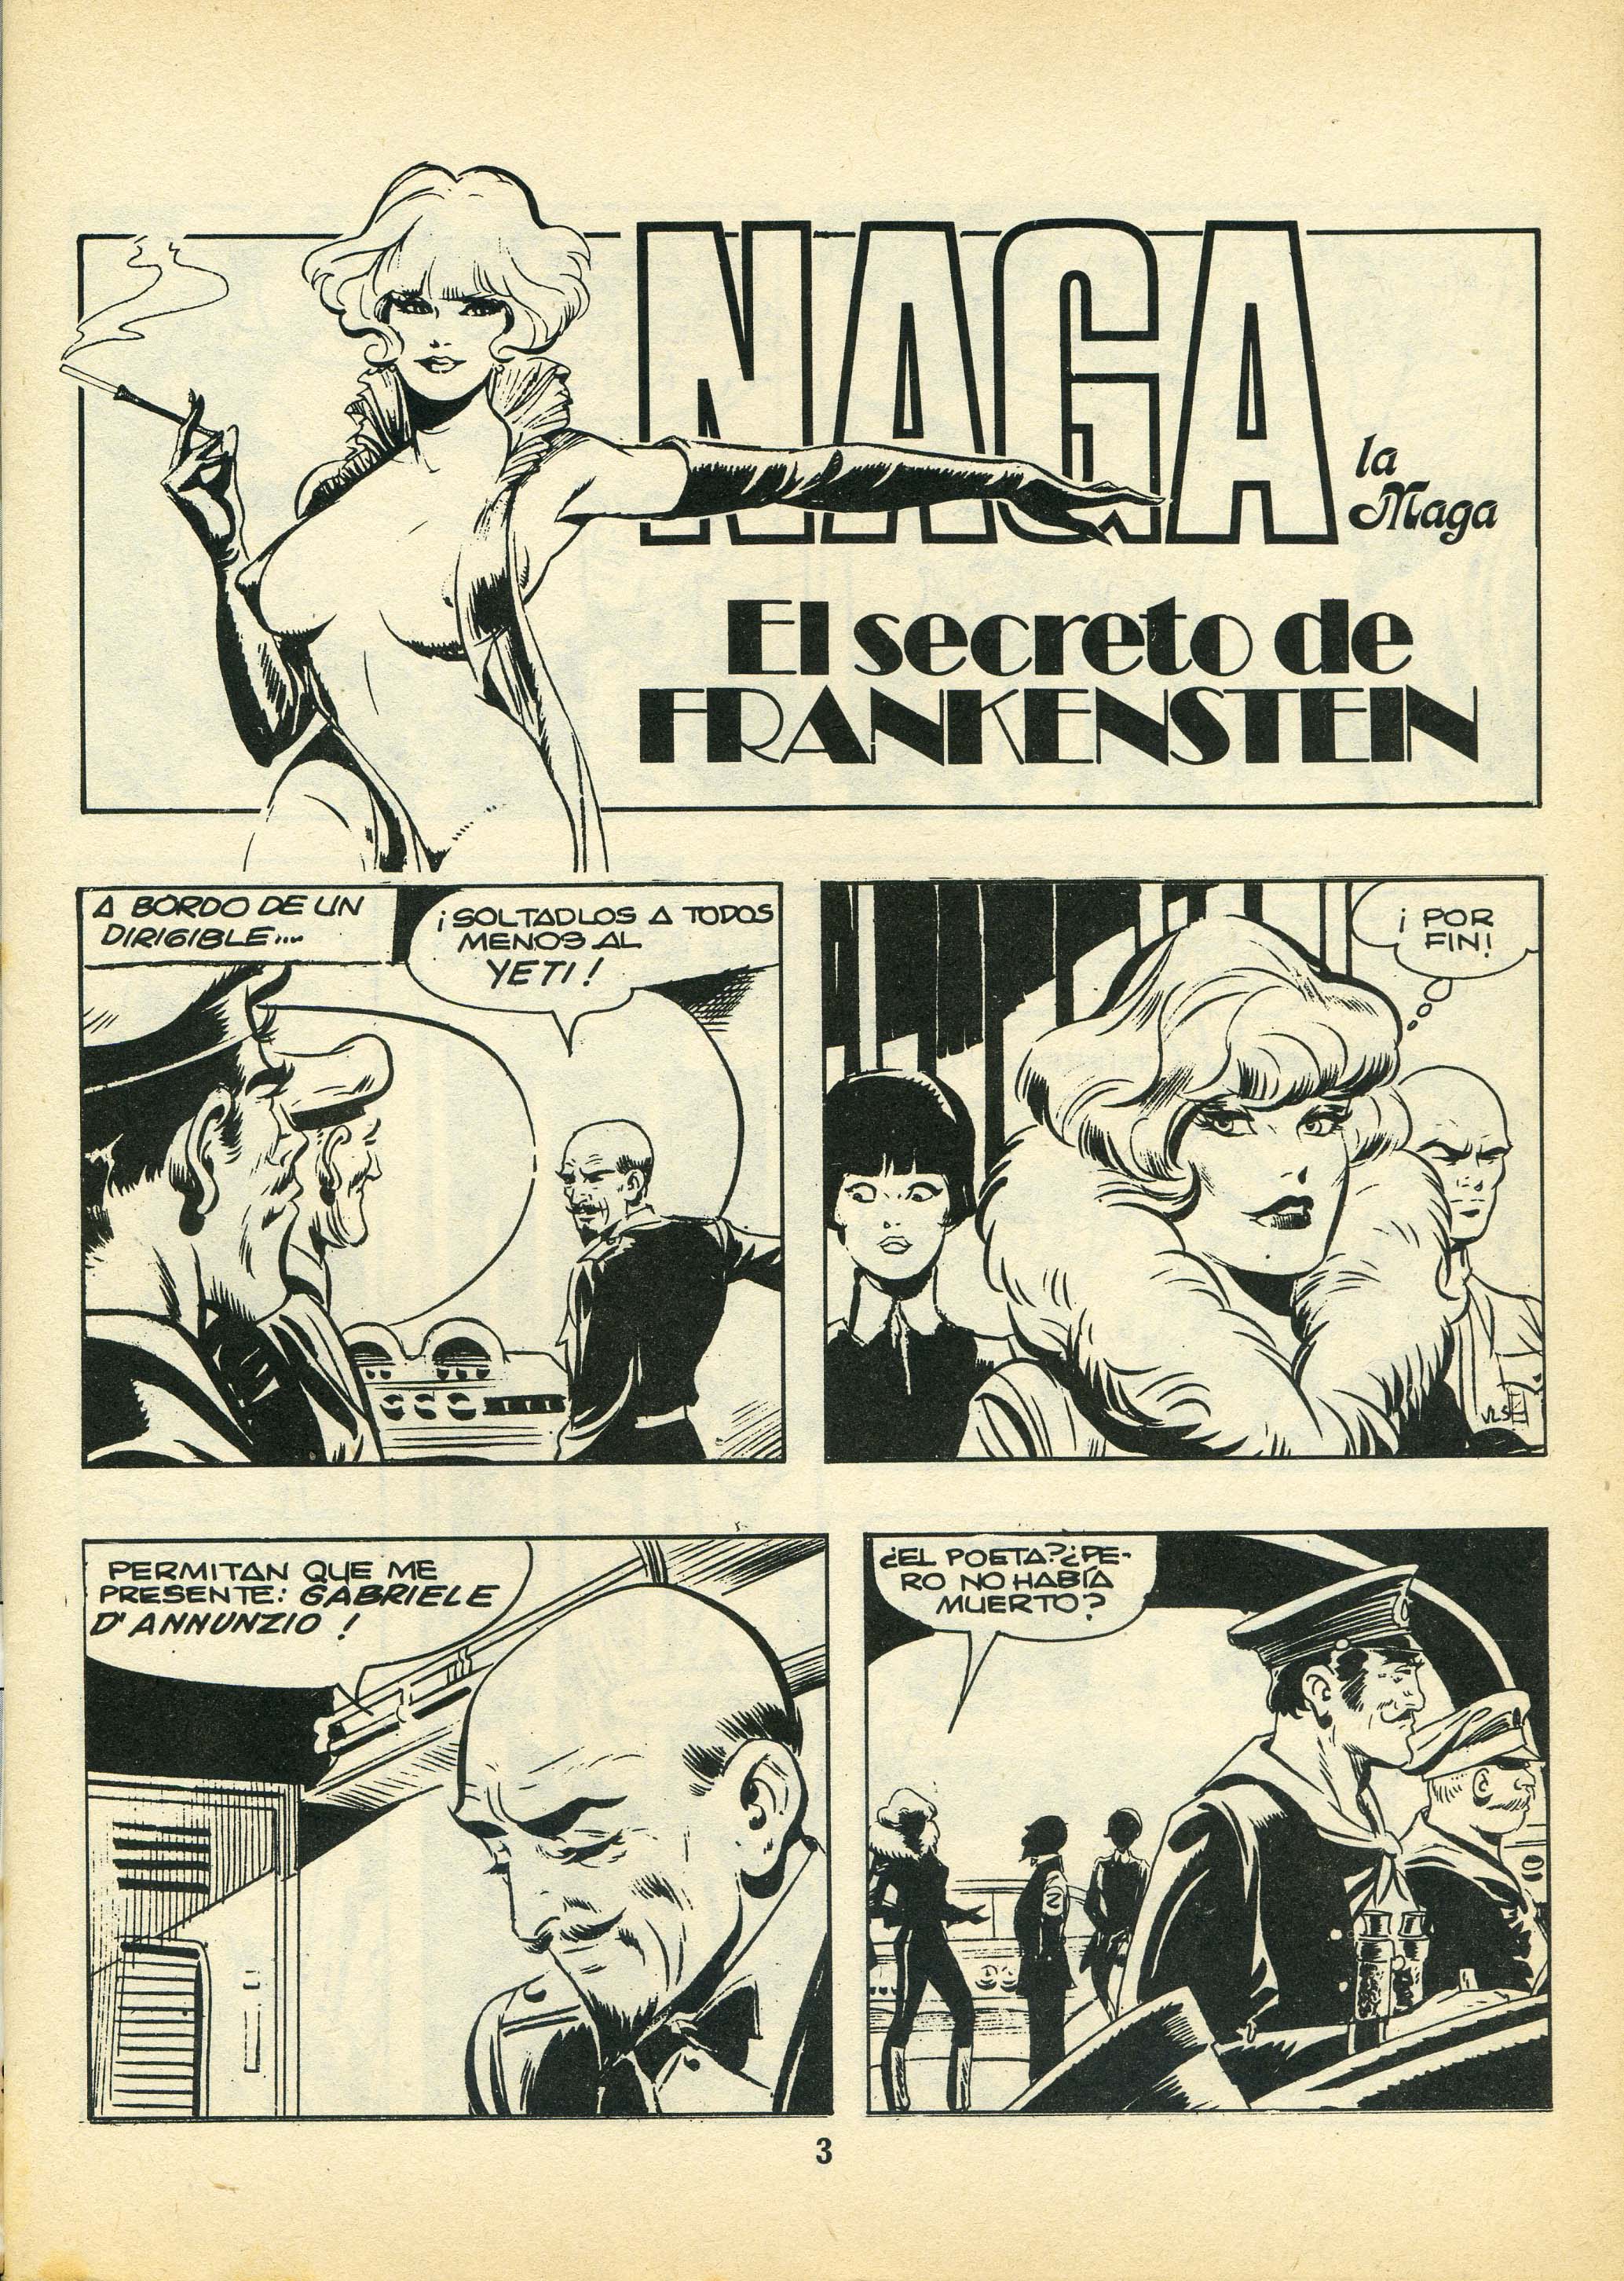 NAGA
la
Maga
El secreto de
FRANKENSTEIN
A BORDO DE UN
DIRIGIBLE....
¡SOLTADLOS A TODOS
MENOS AL
YETI!
¡POR
FIN!
PERMITAN QUE ME
PRESENTE: GABRIELE
D'ANNUNZIO!
¿EL POETA? ¿PE-
RO NO HABÍA
MUERTO?
3